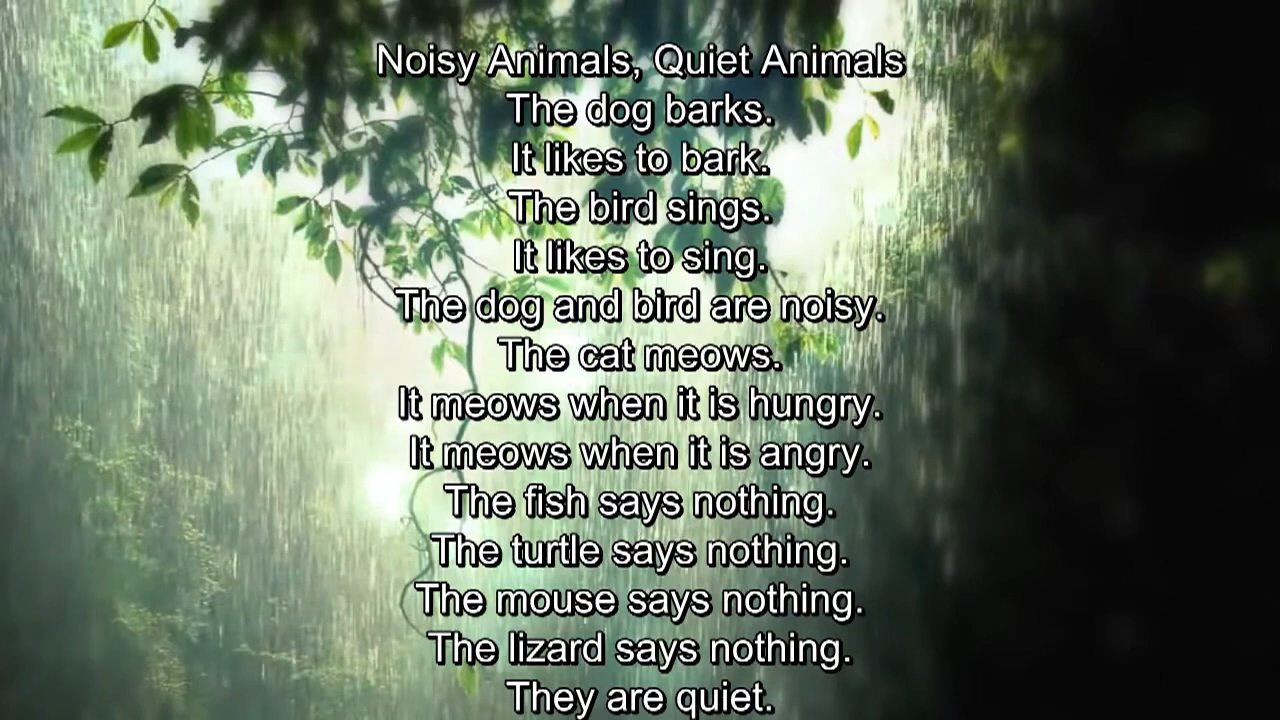 Noisy Animals, Quiet Animals
The dog barks.
It likes to bark.
The bird sings.
It likes to sing.
The dog and bird are noisy.
The cat meows.
It meows when it is hungry.
It meows when it is angry.
The fish says nothing.
The turtle says nothing.
The mouse says nothing.
The lizard says nothing.
They are quiet.